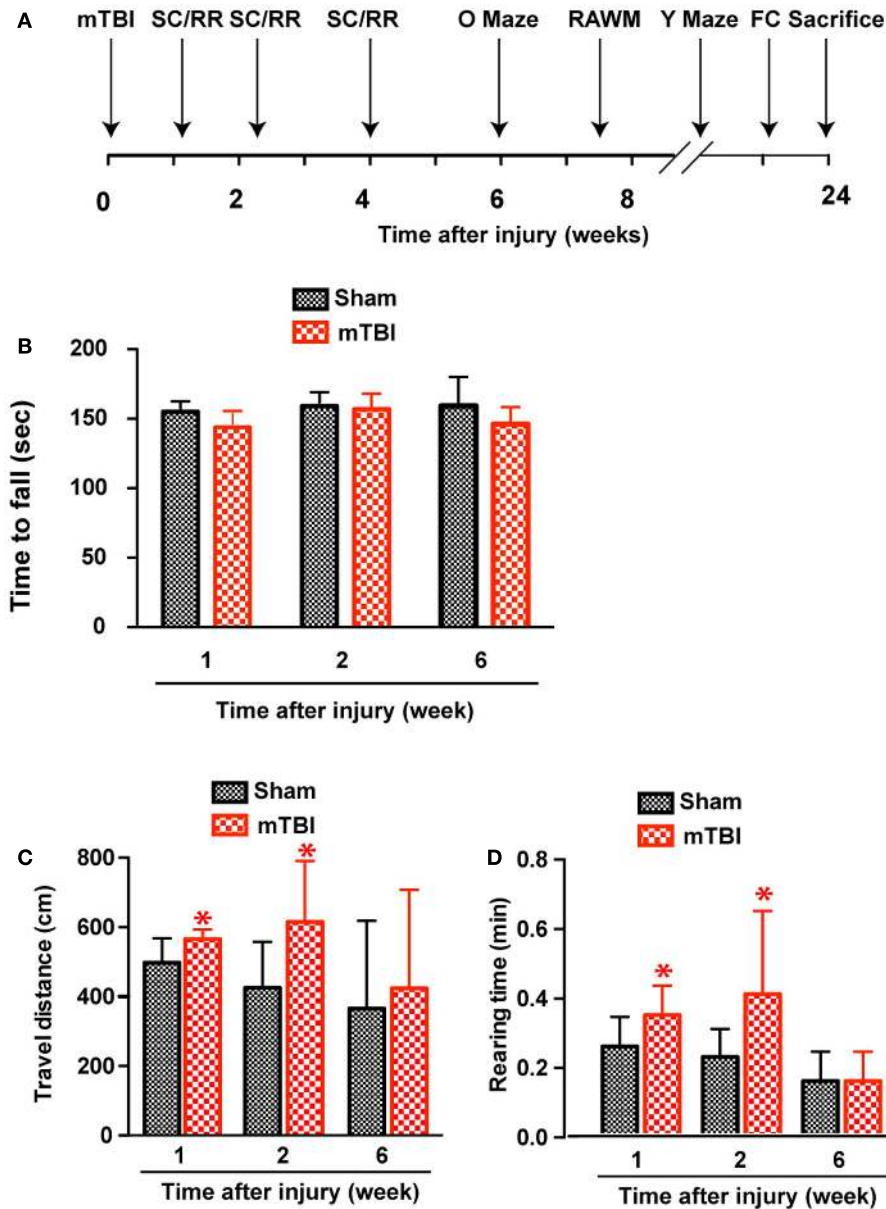 A
mTBI SC/RR SC/RR SC/RR O Maze RAWM Y Maze FC Sacrifice
0 2 4 6 8 24
Time after injury (weeks)
B
Sham
mTBI
200
150
100
50
0
Time to fall (sec)
1 2 6
Time after injury (week)
C
Sham
mTBI
800
600
400
200
0
Travel distance (cm)
* *
1 2 6
Time after injury (week)
D
Sham
mTBI
0.8
0.6
0.4
0.2
0.0
Rearing time (min)
* *
1 2 6
Time after injury (week)